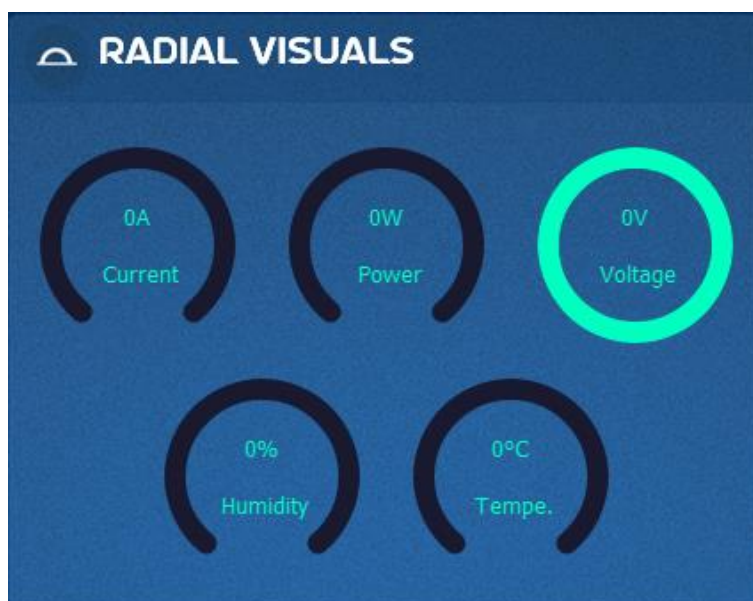 RADIAL VISUALS
0A
Current
0W
Power
0V
Voltage
0%
Humidity
0°C
Tempe.